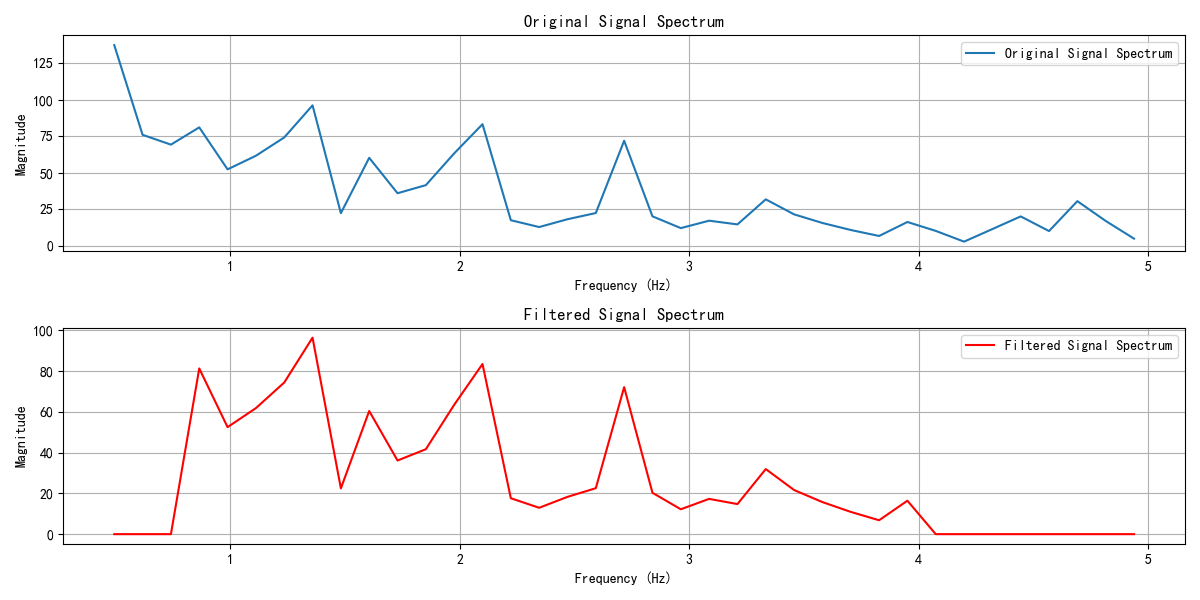 Original Signal Spectrum
125
100
75
50
25
0
Magnitude
Original Signal Spectrum
1 2 3 4 5
Frequency (Hz)
Filtered Signal Spectrum
100
80
60
40
20
0
Magnitude
Filtered Signal Spectrum
1 2 3 4 5
Frequency (Hz)